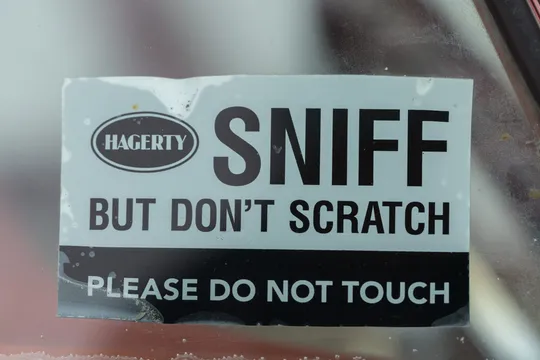 HAGERTY
SNIFF
BUT DON'T SCRATCH
PLEASE DO NOT TOUCH